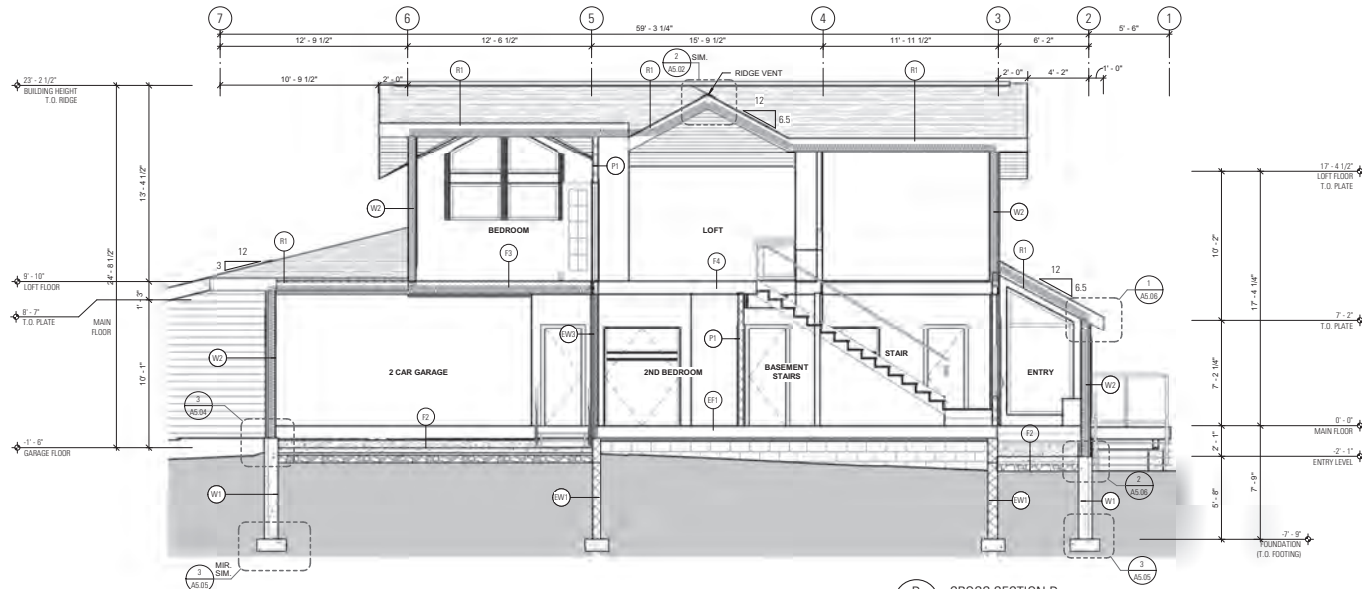 7 6 5 4 3 2 1
59' - 3 1/4" 5' - 6"
12' - 9 1/2" 12' - 6 1/2" 15' - 9 1/2" 11' - 11 1/2" 6' - 2"
10' - 9 1/2" 2' - 0" 2' - 0" 4' - 2" 1' - 0"
2 SIM.
A5.02
RIDGE VENT
R1 R1 R1
23' - 2 1/2"
BUILDING HEIGHT
T.O. RIDGE
12
6.5
13' - 4 1/2"
24' - 8 1/2"
P1
W2
BEDROOM
LOFT
W2
17' - 4 1/2"
LOFT FLOOR
T.O. PLATE
10' - 2"
17' - 4 1/4"
12
3
R1
F3
F4
R1
12
6.5
9' - 10"
LOFT FLOOR
1' - 3"
8' - 7"
T.O. PLATE
MAIN
FLOOR
1
A5.06
7' - 2"
T.O. PLATE
10' - 1"
W2
2 CAR GARAGE
EW3
2ND BEDROOM
P1
BASEMENT
STAIRS
STAIR
ENTRY
W2
7' - 2 1/4"
3
A5.04
F2
EF1
F2
0' - 0"
MAIN FLOOR
-1' - 6"
GARAGE FLOOR
2' - 1"
-2' - 1"
ENTRY LEVEL
2
A5.06
W1
EW1
EW1
W1
5' - 8"
7' - 9"
-7' - 9"
FOUNDATION
(T.O. FOOTING)
3
A5.05
MIR.
SIM.
3
A5.05